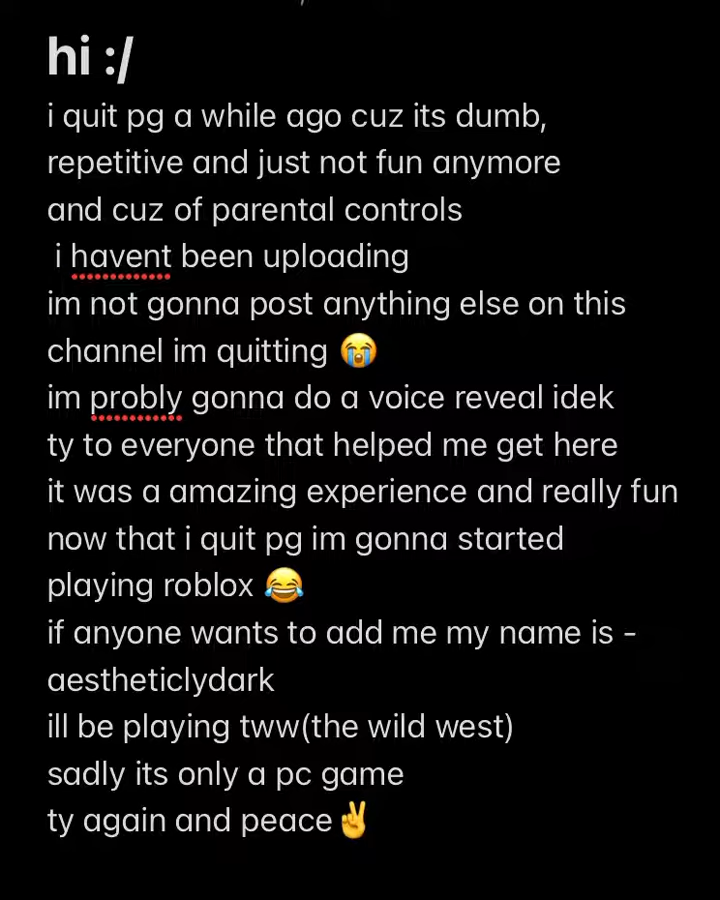 hi :/
i quit pg a while ago cuz its dumb,
repetitive and just not fun anymore
and cuz of parental controls
i havent been uploading
im not gonna post anything else on this
channel im quitting 😭
im probly gonna do a voice reveal idek
ty to everyone that helped me get here
it was a amazing experience and really fun
now that i quit pg im gonna started
playing roblox 😂
if anyone wants to add me my name is -
aestheticlydark
ill be playing tww(the wild west)
sadly its only a pc game
ty again and peace✌️